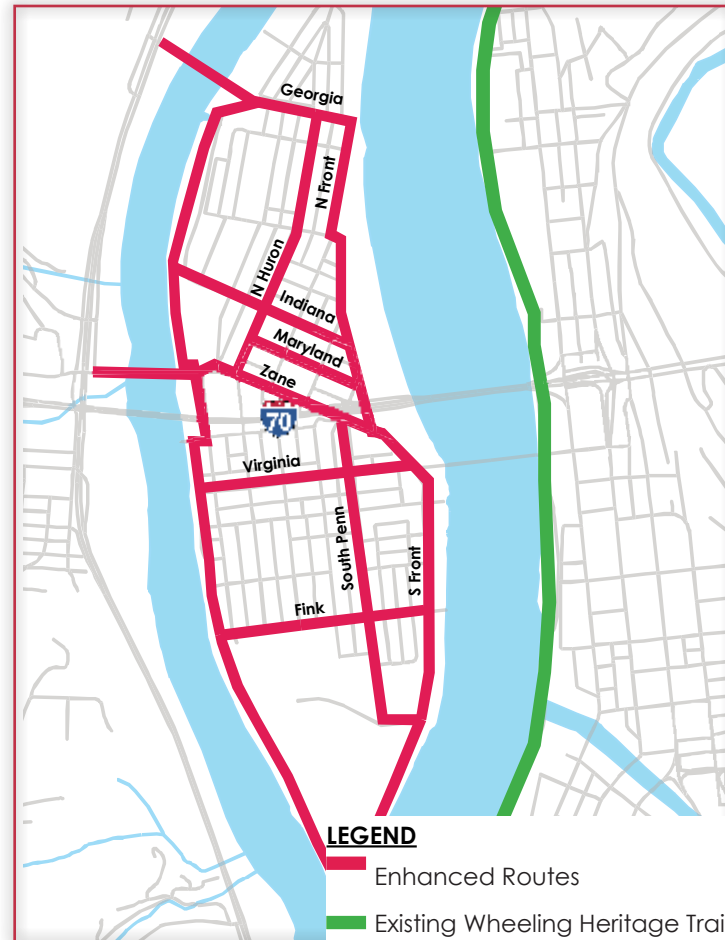 Georgia
N Front
N Huron
Indiana
Maryland
Zane
70
Virginia
South Penn
S Front
Fink
LEGEND
Enhanced Routes
Existing Wheeling Heritage Trai